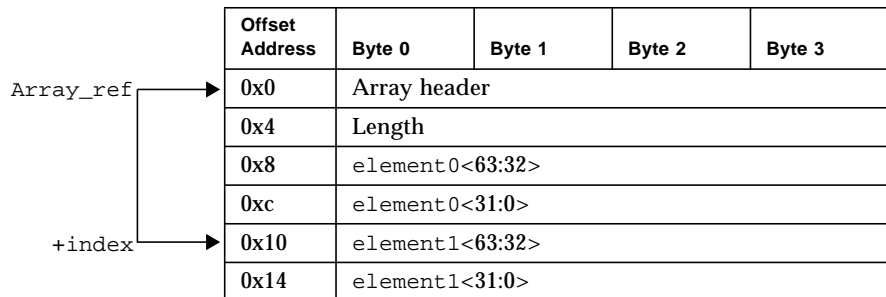 Offset Address Byte 0 Byte 1 Byte 2 Byte 3
Array_ref 0x0 Array header
0x4 Length
0x8 element0<63:32>
0xc element0<31:0>
+index 0x10 element1<63:32>
0x14 element1<31:0>